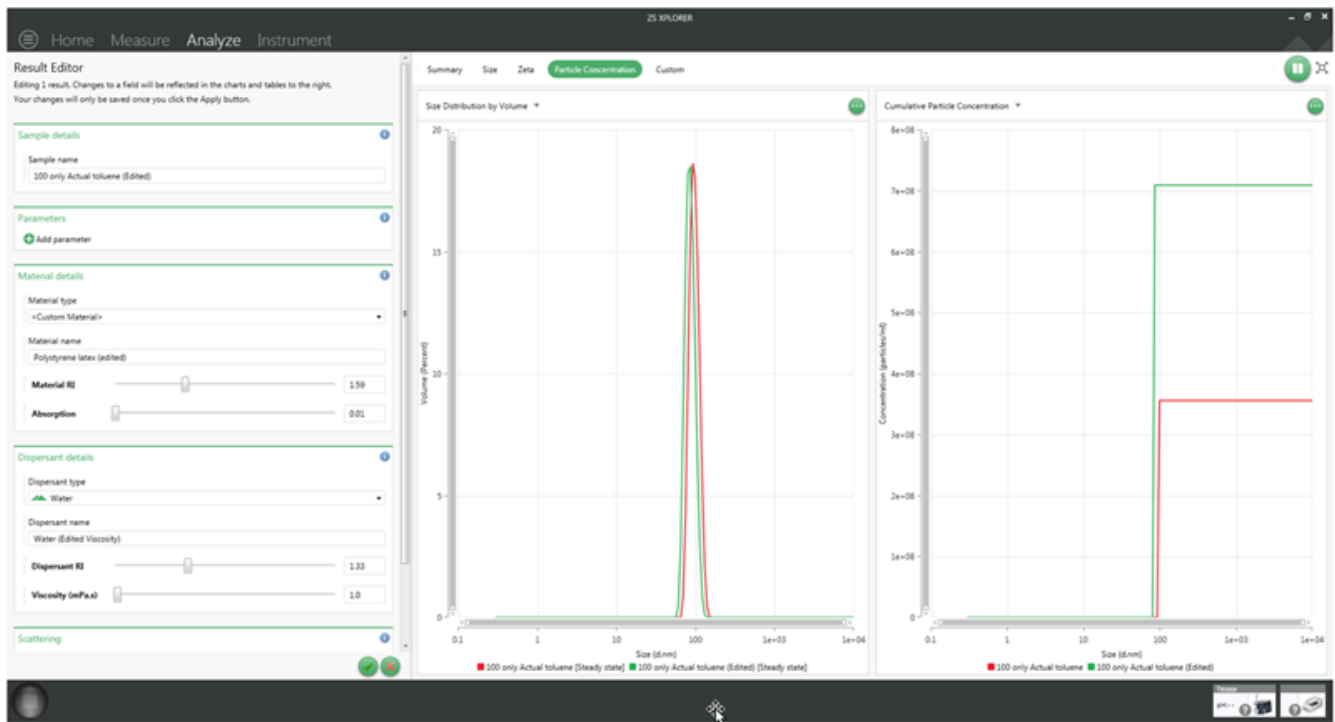 ZS XPLORER
Home Measure Analyze Instrument
Result Editor
Editing 1 result. Changes to a field will be reflected in the charts and tables to the right.
Your changes will only be saved once you click the Apply button.
Sample details
Sample name
100 only Actual toluene (Edited)
Parameters
Add parameter
Material details
Material type
<Custom Material>
Material name
Polystyrene latex (edited)
Material RI 1.59
Absorption 0.01
Dispersant details
Dispersant type
Water
Dispersant name
Water (Edited Viscosity)
Dispersant RI 1.33
Viscosity (mPa.s) 1.0
Scattering
Summary Size Zeta Particle Concentration Custom
Size Distribution by Volume
20
15
10
5
0
Volume (Percent)
0.1 1 10 100 1e+03 1e+04
Size (d.nm)
100 only Actual toluene [Steady state] 100 only Actual toluene (Edited) [Steady state]
Cumulative Particle Concentration
8e+08
7e+08
6e+08
5e+08
4e+08
3e+08
2e+08
1e+08
0
Concentration (particles/ml)
0.1 1 10 100 1e+03 1e+04
Size (d.nm)
100 only Actual toluene 100 only Actual toluene (Edited)